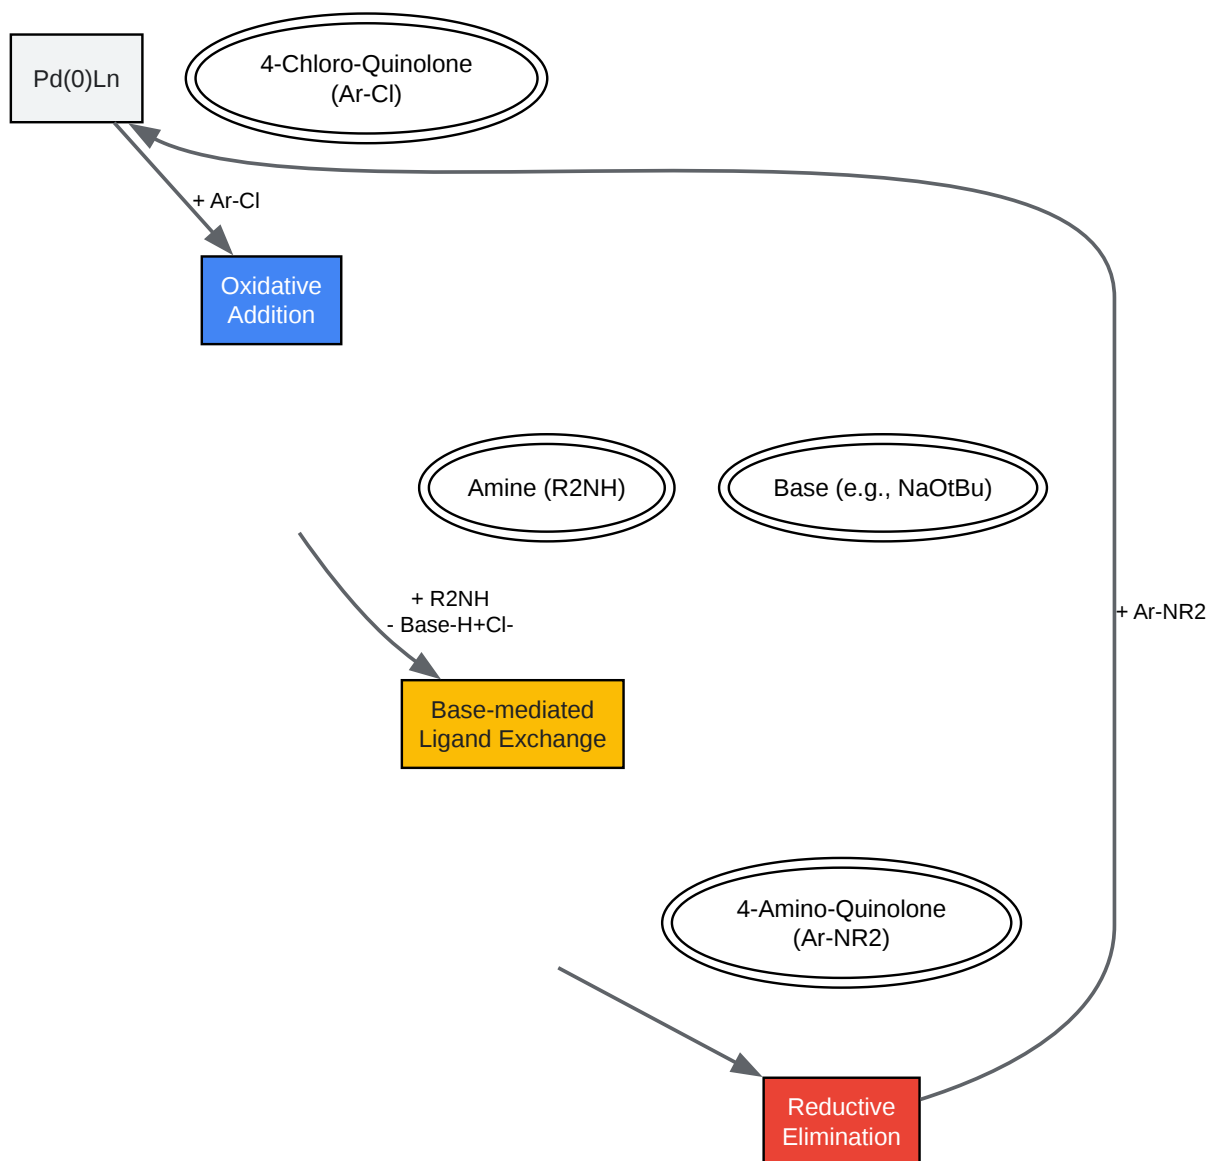 Pd(0)Ln
4-Chloro-Quinolone
(Ar-Cl)
+ Ar-Cl
Oxidative
Addition
Amine (R2NH)
Base (e.g., NaOtBu)
+ R2NH
- Base-H+Cl-
+ Ar-NR2
Base-mediated
Ligand Exchange
4-Amino-Quinolone
(Ar-NR2)
Reductive
Elimination